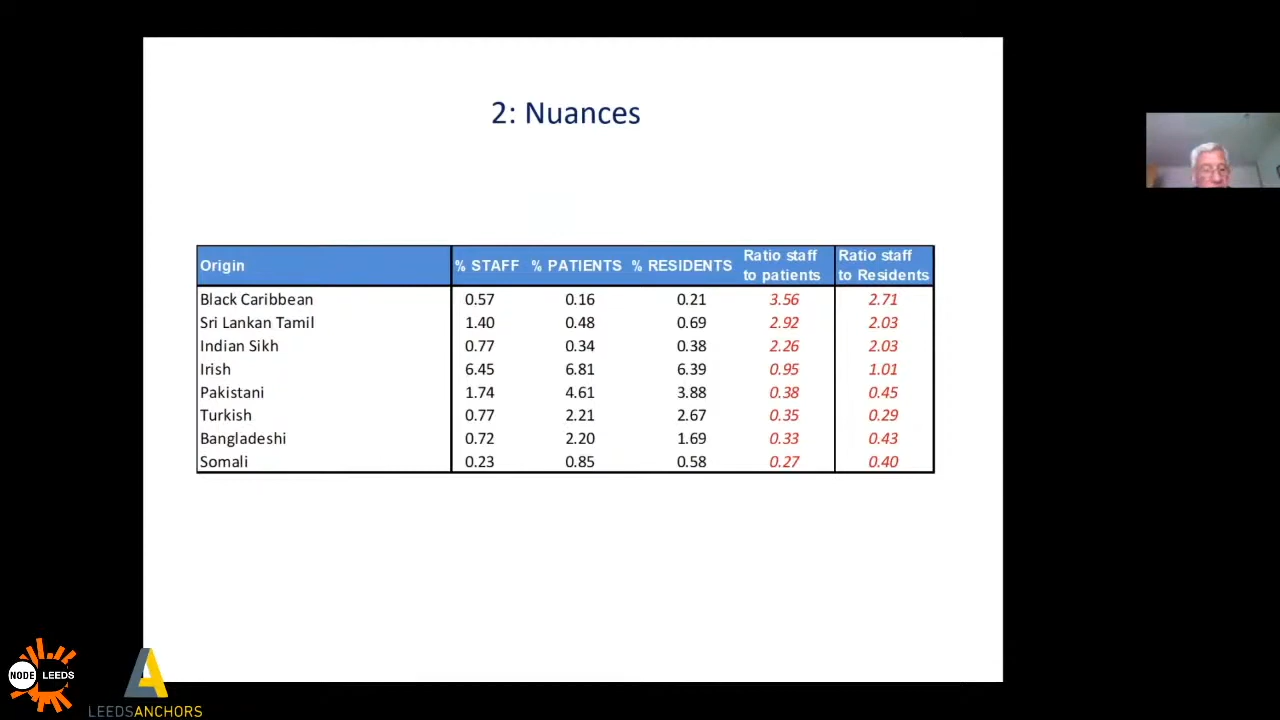 2: Nuances
Origin % STAFF % PATIENTS % RESIDENTS Ratio staff to patients Ratio staff to Residents
Black Caribbean 0.57 0.16 0.21 3.56 2.71
Sri Lankan Tamil 1.40 0.48 0.69 2.92 2.03
Indian Sikh 0.77 0.34 0.38 2.26 2.03
Irish 6.45 6.81 6.39 0.95 1.01
Pakistani 1.74 4.61 3.88 0.38 0.45
Turkish 0.77 2.21 2.67 0.35 0.29
Bangladeshi 0.72 2.20 1.69 0.33 0.43
Somali 0.23 0.85 0.58 0.27 0.40
NODE LEEDS
LEEDSANCHORS